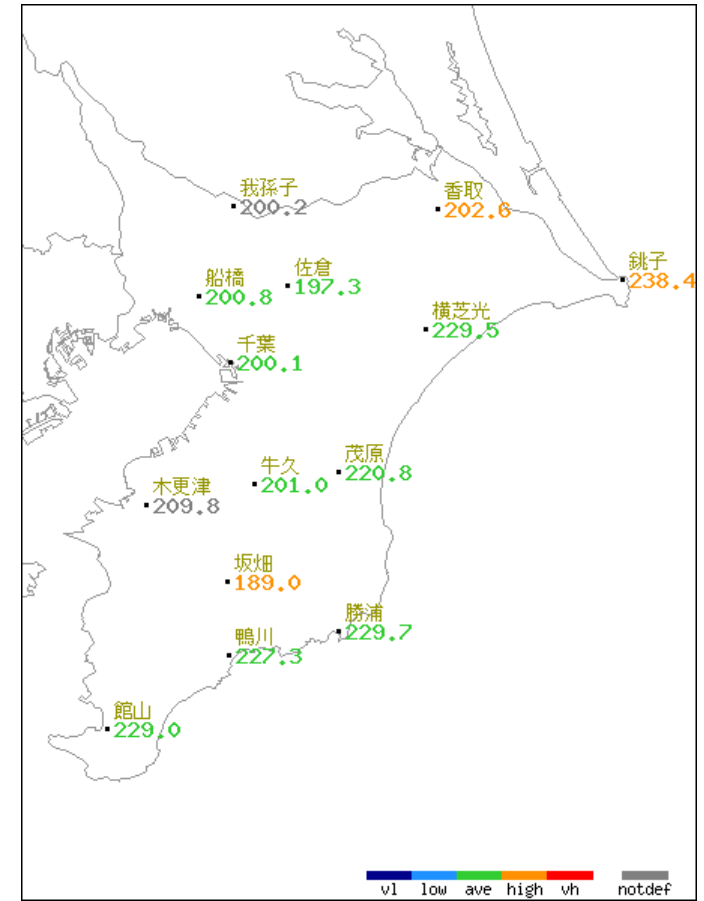 我孫子
200.2
香取
202.6
佐倉
197.3
船橋
200.8
銚子
238.4
横芝光
229.5
千葉
200.1
茂原
220.8
牛久
201.0
木更津
209.8
坂畑
189.0
勝浦
229.7
鴨川
227.3
館山
229.0
vl low ave high vh notdef